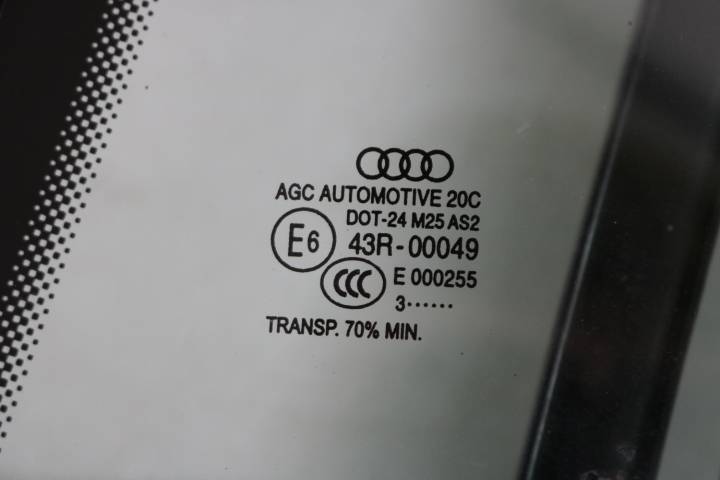 AGC AUTOMOTIVE 20C
DOT-24 M25 AS2
E6 43R-00049
CCC E 000255
3······
TRANSP. 70% MIN.